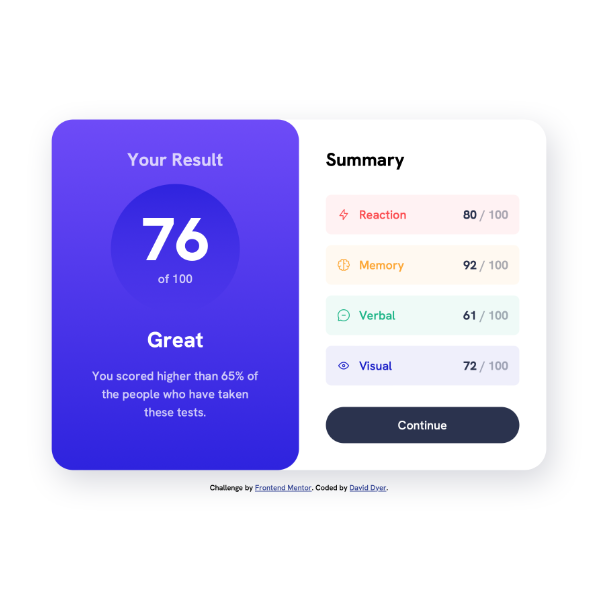 Your Result
76
of 100
Great
You scored higher than 65% of
the people who have taken
these tests.
Summary
Reaction 80 / 100
Memory 92 / 100
Verbal 61 / 100
Visual 72 / 100
Continue
Challenge by Frontend Mentor. Coded by David Dyer.